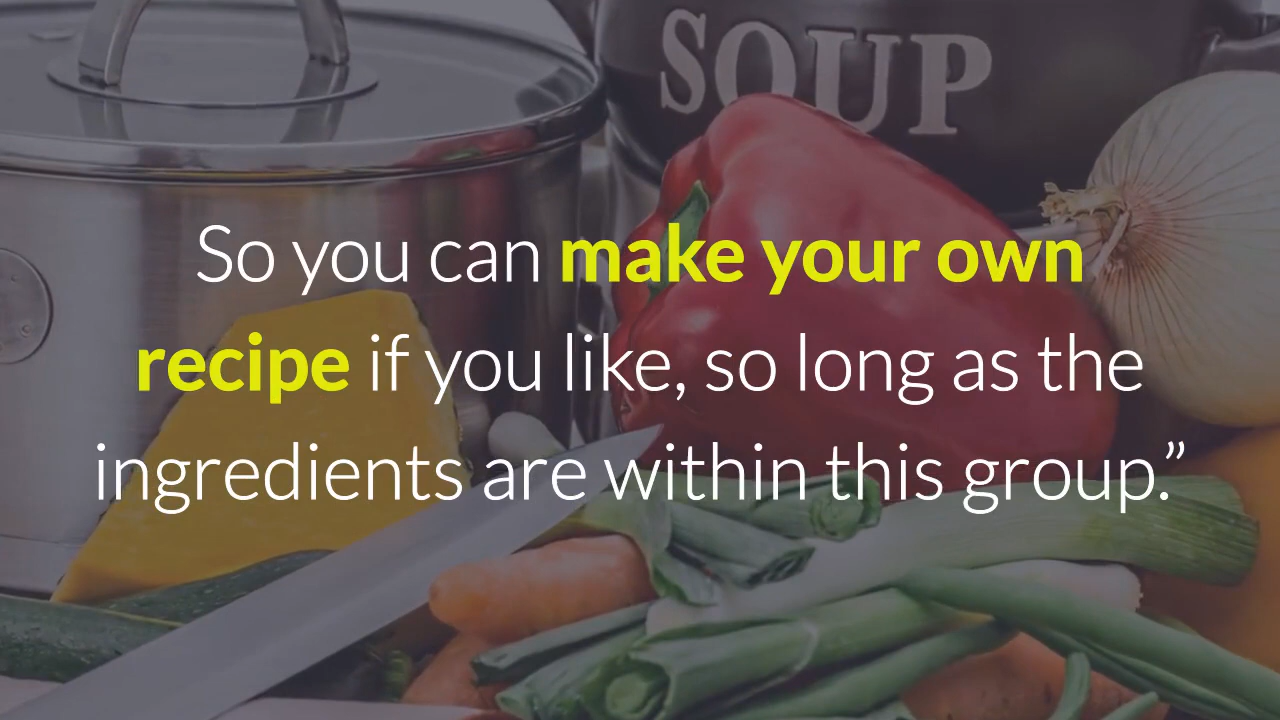 SOUP
So you can make your own
recipe if you like, so long as the
ingredients are within this group.”